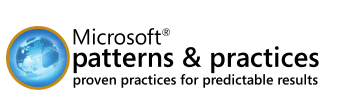 Microsoft®
patterns & practices
proven practices for predictable results